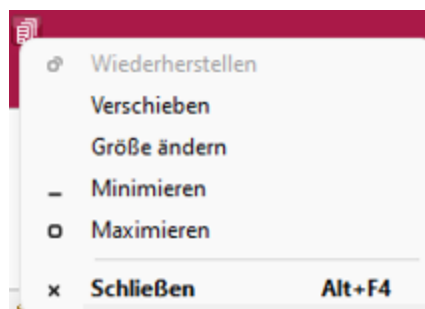 Wiederherstellen
Verschieben
Größe ändern
Minimieren
Maximieren
Schließen Alt+F4